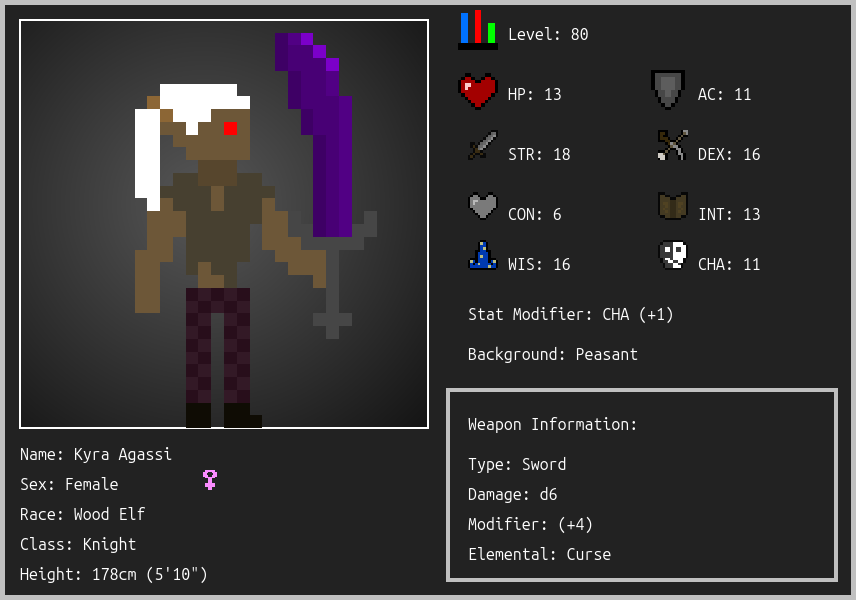 Level: 80
HP: 13
AC: 11
STR: 18
DEX: 16
CON: 6
INT: 13
WIS: 16
CHA: 11
Stat Modifier: CHA (+1)
Background: Peasant
Weapon Information:
Type: Sword
Damage: d6
Modifier: (+4)
Elemental: Curse
Name: Kyra Agassi
Sex: Female
Race: Wood Elf
Class: Knight
Height: 178cm (5'10")